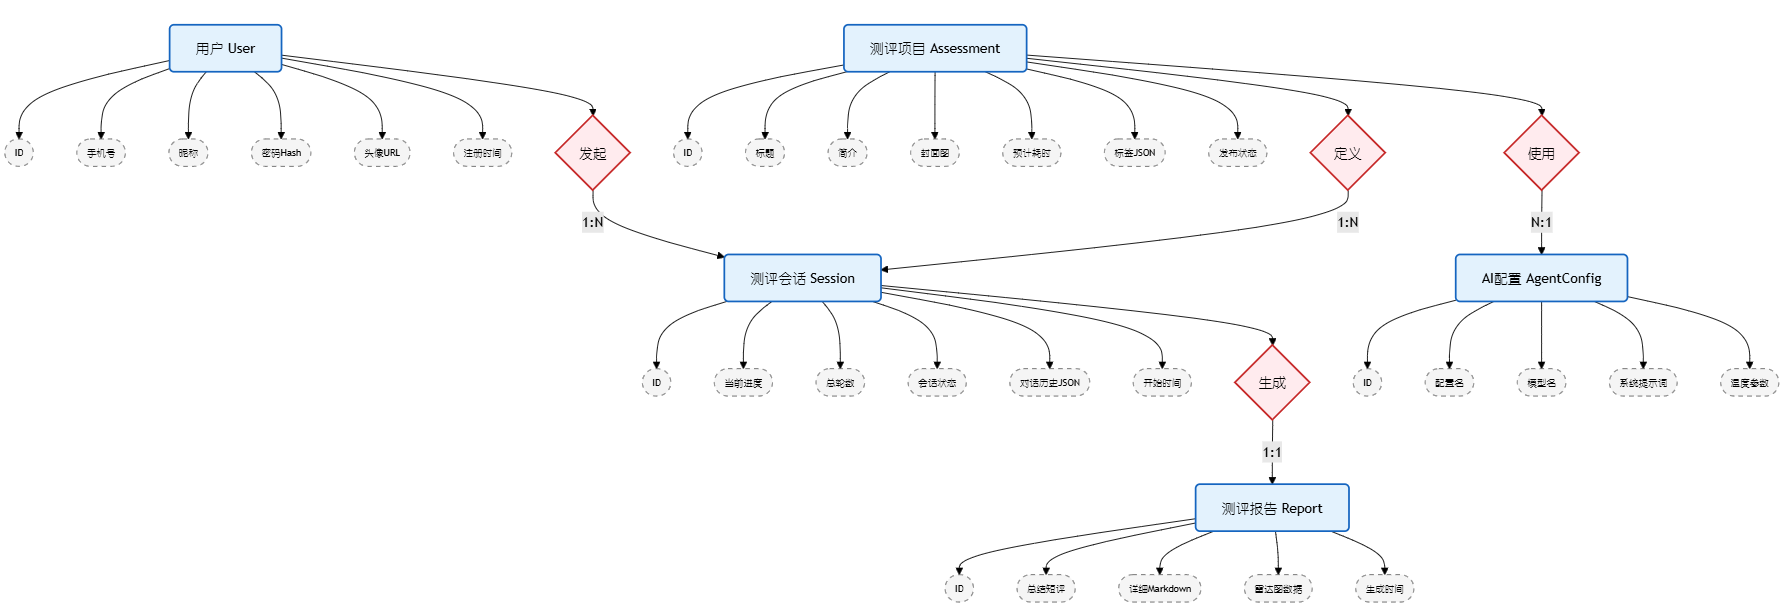 用户 User
测评项目 Assessment
ID
手机号
昵称
密码Hash
头像URL
注册时间
发起
ID
标题
简介
封面图
预计耗时
标签JSON
发布状态
定义
使用
1:N
1:N
N:1
测评会话 Session
AI配置 AgentConfig
ID
当前进度
总轮数
会话状态
对话历史JSON
开始时间
生成
ID
配置名
模型名
系统提示词
温度参数
1:1
测评报告 Report
ID
总结短评
详细Markdown
雷达图数据
生成时间